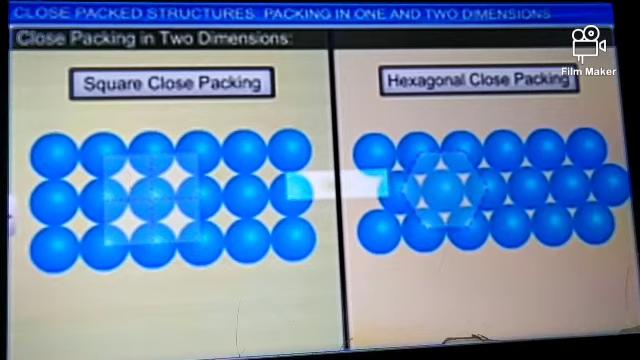 CLOSE PACKED STRUCTURES: PACKING IN ONE AND TWO DIMENSIONS
Close Packing in Two Dimensions:
Square Close Packing
Hexagonal Close Packing
Film Maker